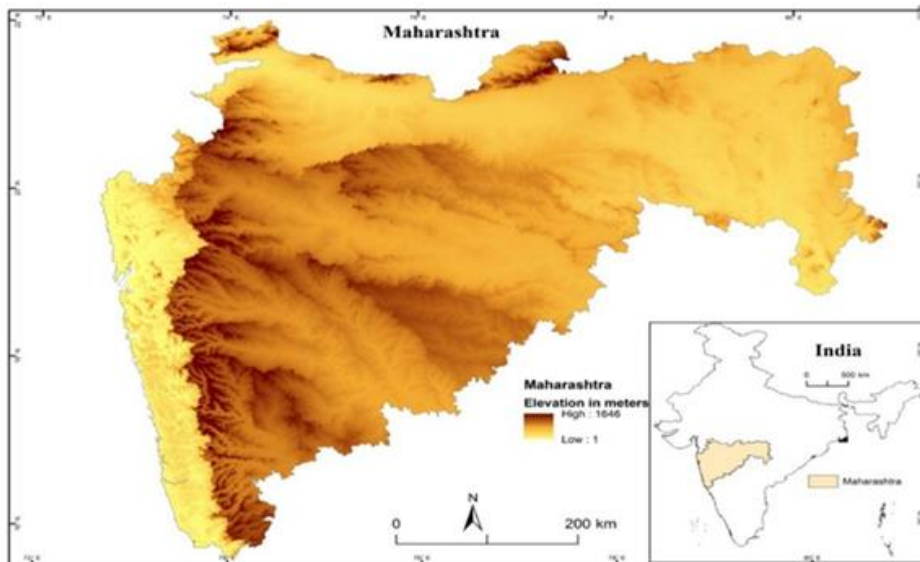 Maharashtra
Maharashtra
Elevation in meters
High : 1646
Low : 1
N
0 200 km
India
0 500 km
Maharashtra